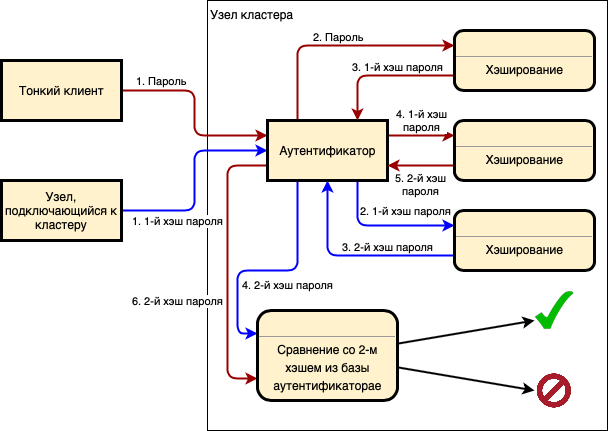 Узел кластера
2. Пароль
Хэширование
1. Пароль
3. 1-й хэш пароля
Тонкий клиент
4. 1-й хэш
пароля
Аутентификатор
Хэширование
5. 2-й хэш
пароля
Узел,
подключающийся к
кластеру
1. 1-й хэш пароля
2. 1-й хэш пароля
3. 2-й хэш пароля
Хэширование
4. 2-й хэш пароля
6. 2-й хэш пароля
Сравнение со 2-м
хэшем из базы
аутентификаторае